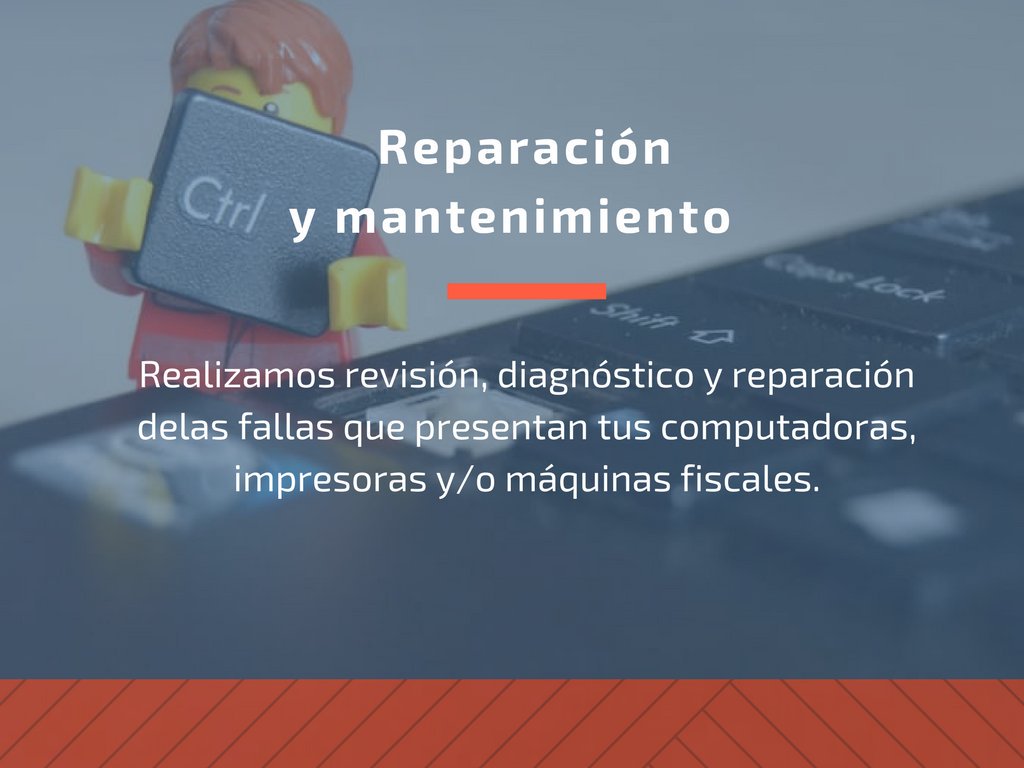 Reparación
y mantenimiento
Ctrl
Caps Lock
Shift
Realizamos revisión, diagnóstico y reparación
delas fallas que presentan tus computadoras,
impresoras y/o máquinas fiscales.